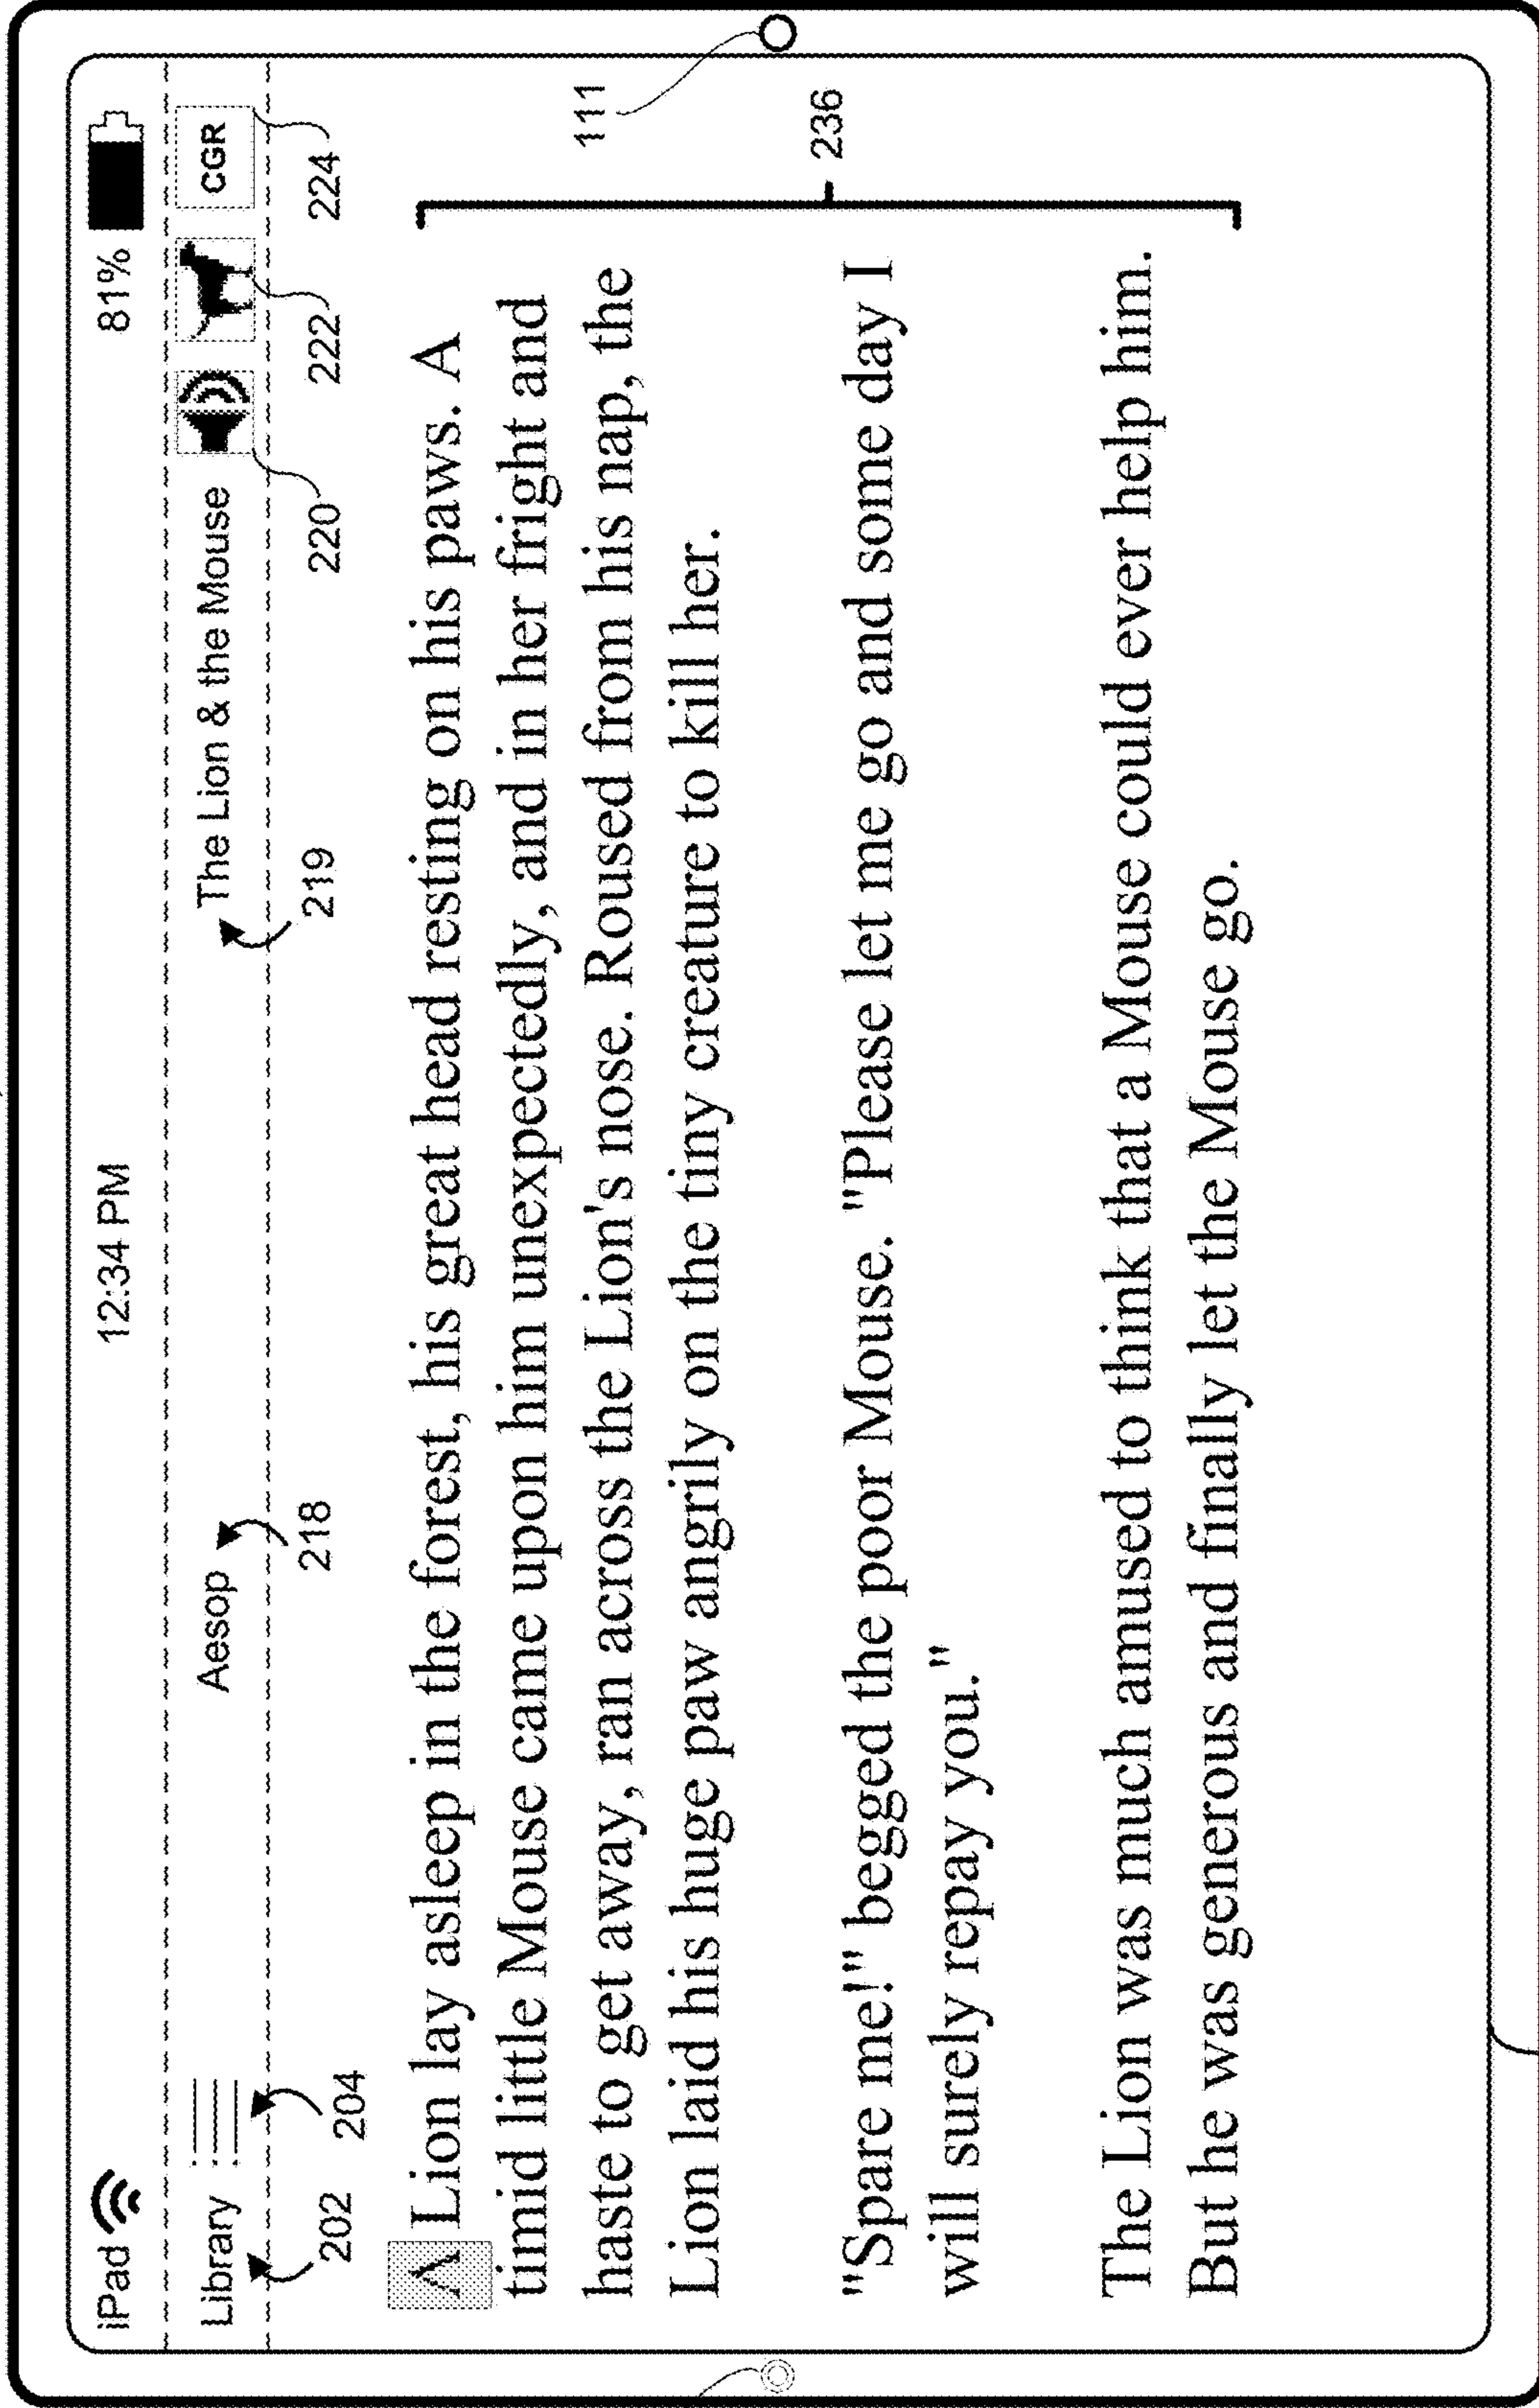 iPad 12:34 PM 81%
Library Aesop The Lion & the Mouse CGR
202 204 218 219 220 222 224
A Lion lay asleep in the forest, his great head resting on his paws. A
timid little Mouse came upon him unexpectedly, and in her fright and
haste to get away, ran across the Lion's nose. Roused from his nap, the
Lion laid his huge paw angrily on the tiny creature to kill her.
111
"Spare me!" begged the poor Mouse. "Please let me go and some day I
will surely repay you."
236
The Lion was much amused to think that a Mouse could ever help him.
But he was generous and finally let the Mouse go.